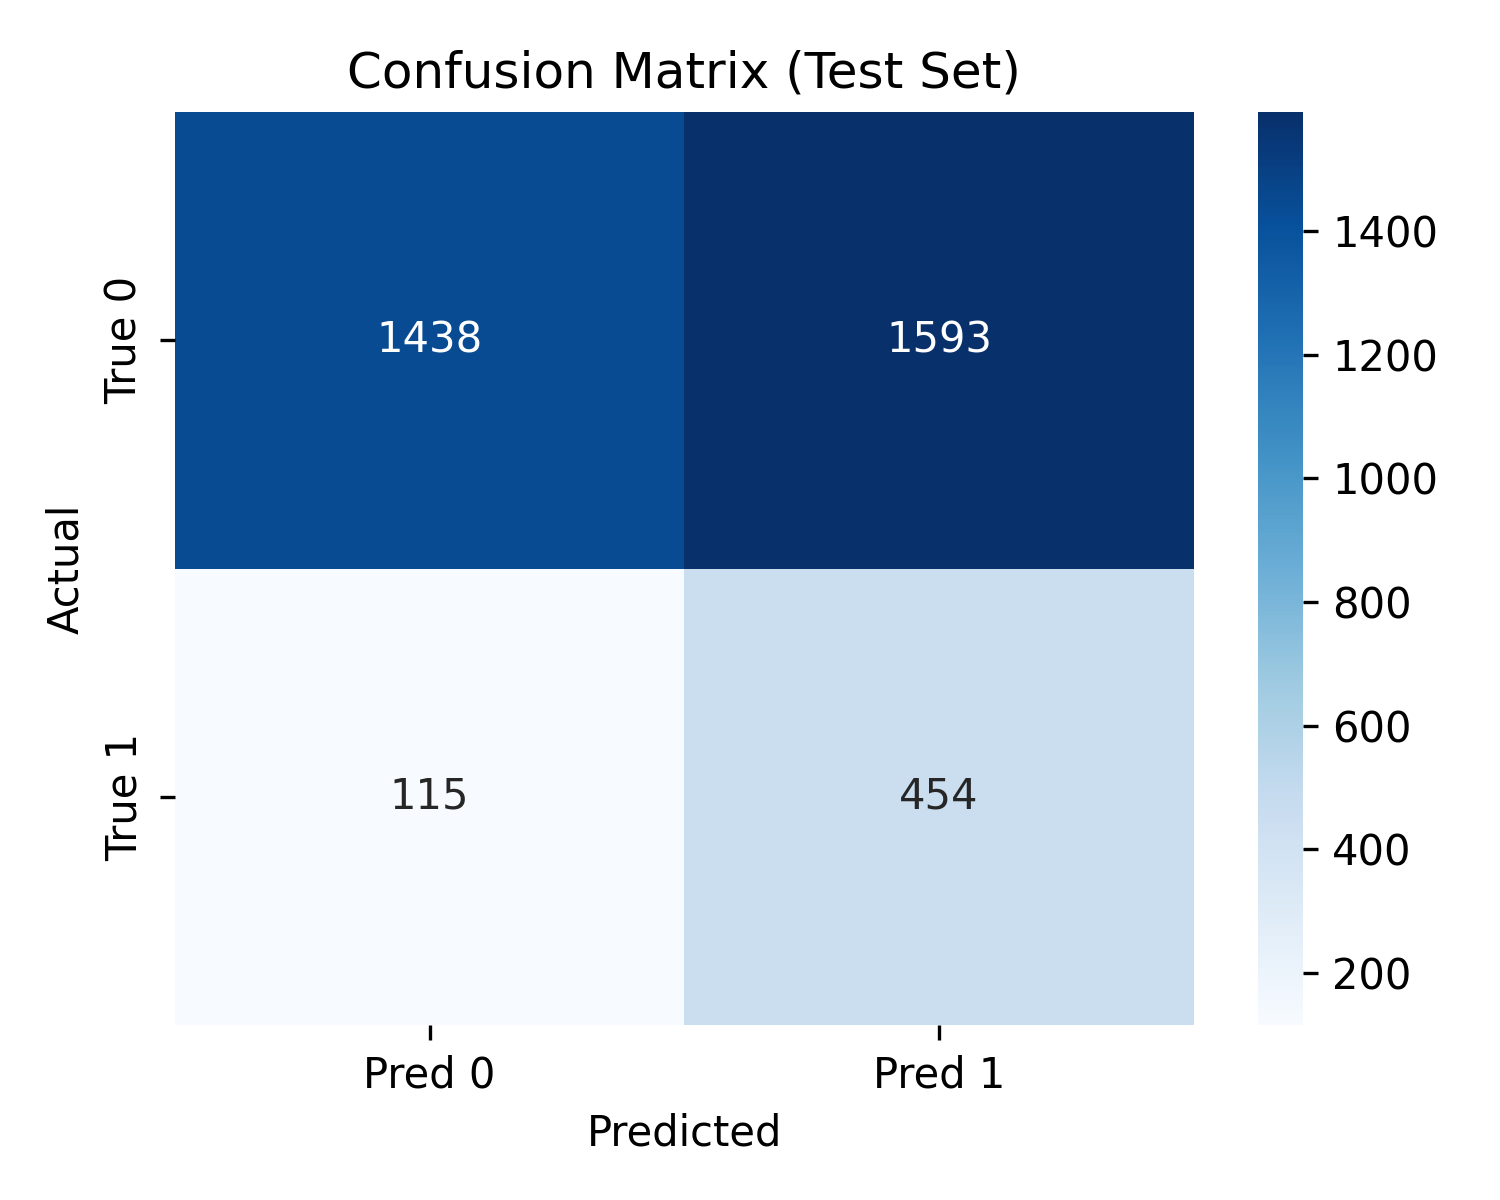 Confusion Matrix (Test Set)
1438 1593
115 454
True 0
True 1
Actual
Pred 0 Pred 1
Predicted
1400
1200
1000
800
600
400
200